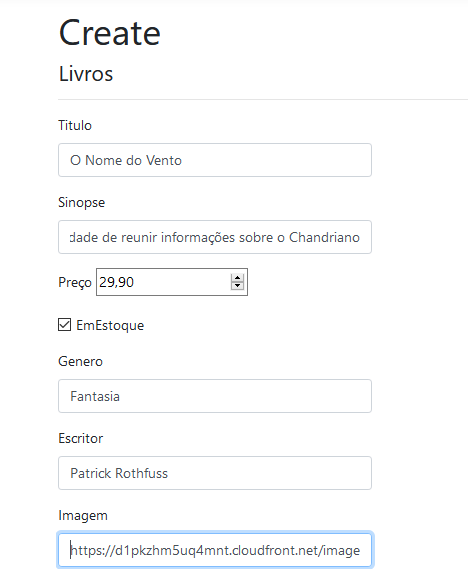 Create
Livros
Titulo
O Nome do Vento
Sinopse
dade de reunir informações sobre o Chandriano
Preço 29,90
EmEstoque
Genero
Fantasia
Escritor
Patrick Rothfuss
Imagem
https://d1pkzhm5uq4mnt.cloudfront.net/image